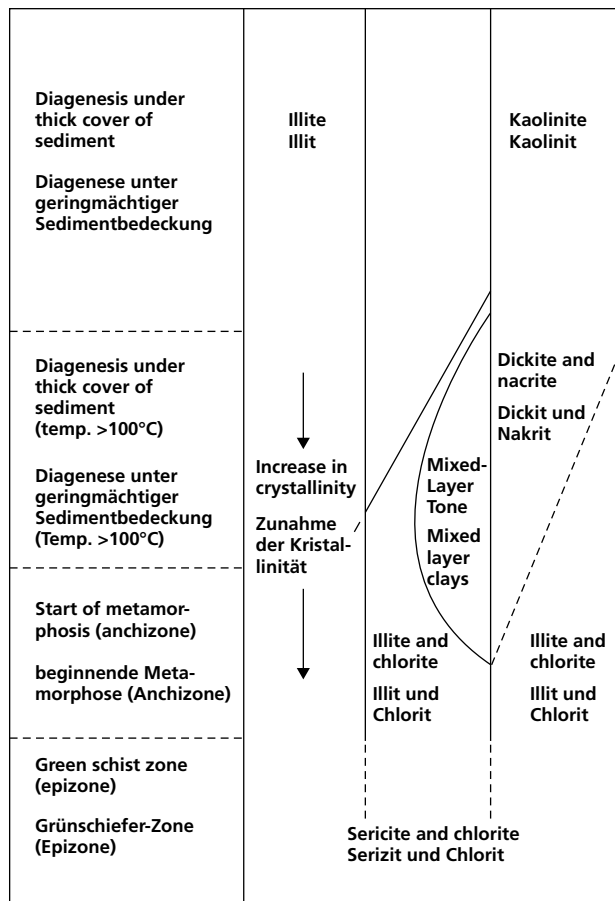 Diagenesis under
thick cover of
sediment
Diagenese unter
geringmächtiger
Sedimentbedeckung
Illite
Illit
Kaolinite
Kaolinit
Diagenesis under
thick cover of
sediment
(temp. >100°C)
Diagenese unter
geringmächtiger
Sedimentbedeckung
(Temp. >100°C)
Increase in
crystallinity
Zunahme
der Kristal-
linität
Mixed-
Layer
Tone
Mixed
layer
clays
Dickite and
nacrite
Dickit und
Nakrit
Start of metamor-
phosis (anchizone)
beginnende Meta-
morphose (Anchizone)
Illite and
chlorite
Illit und
Chlorit
Illite and
chlorite
Illit und
Chlorit
Green schist zone
(epizone)
Grünschiefer-Zone
(Epizone)
Sericite and chlorite
Serizit und Chlorit